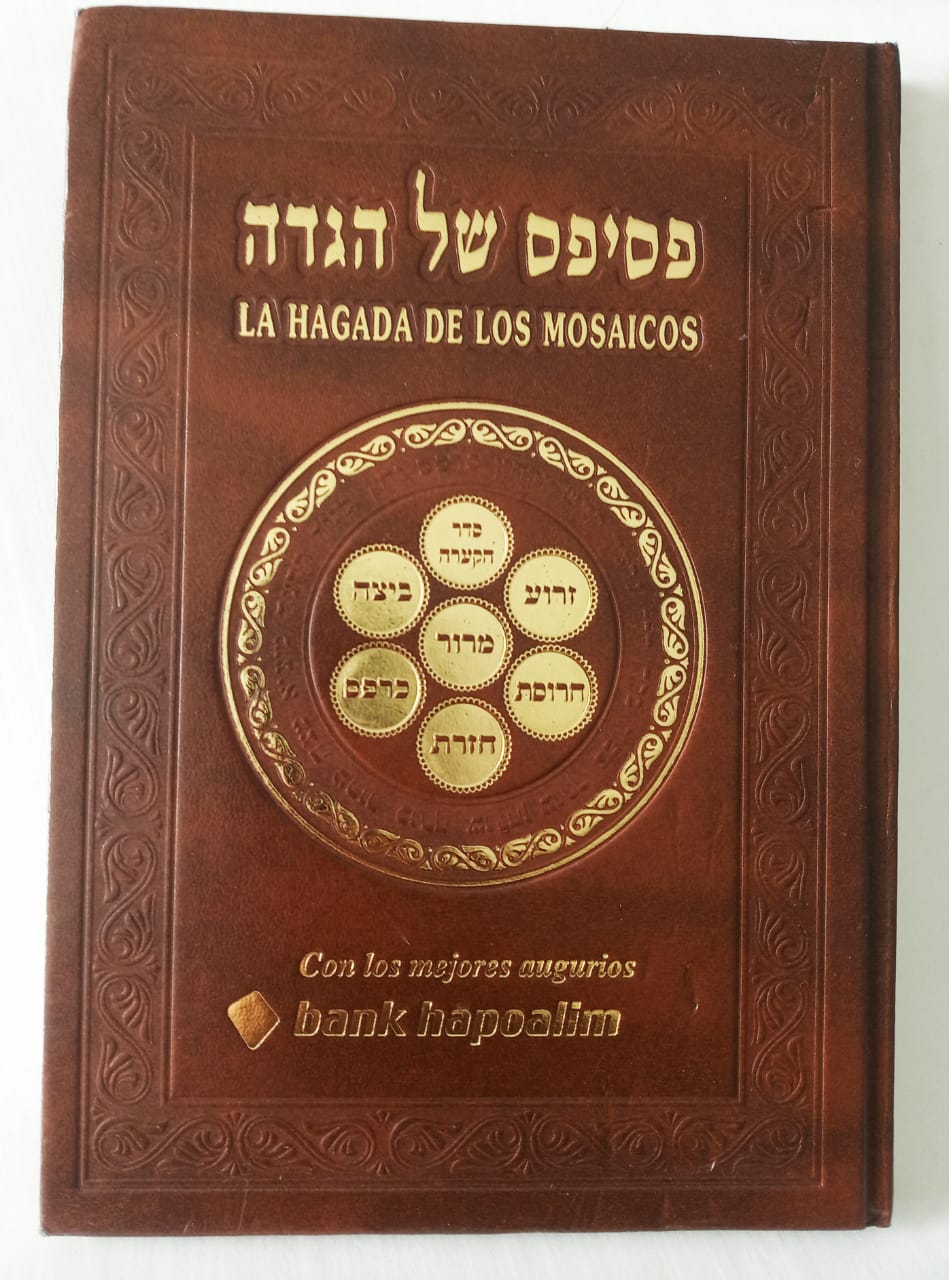 פסיפס של הגדה
LA HAGADA DE LOS MOSAICOS
סדר
הקערה
ביצה
זרוע
מרור
כרפס
חרוסת
חזרת
Con los mejores augurios
bank hapoalim